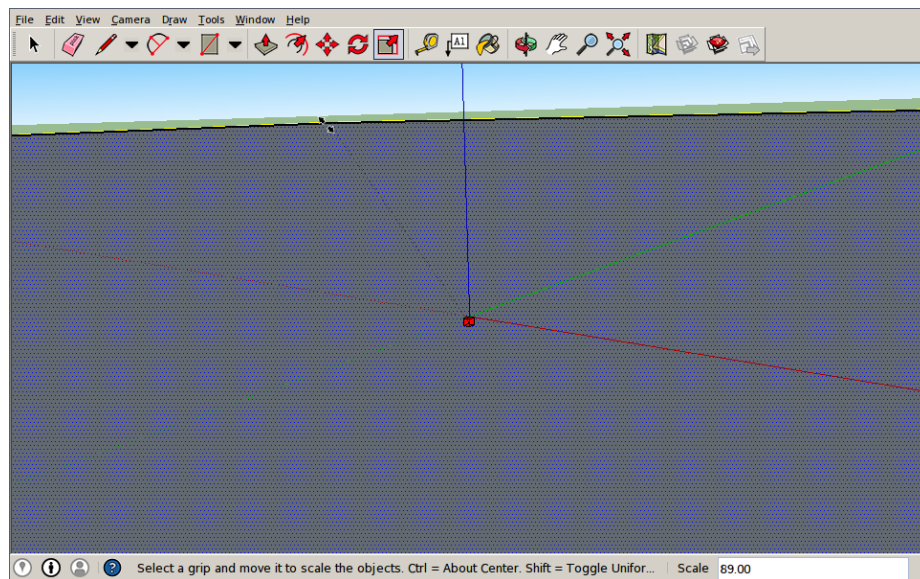 File Edit View Camera Draw Tools Window Help
A1
Select a grip and move it to scale the objects. Ctrl = About Center. Shift = Toggle Unifor... Scale 89.00